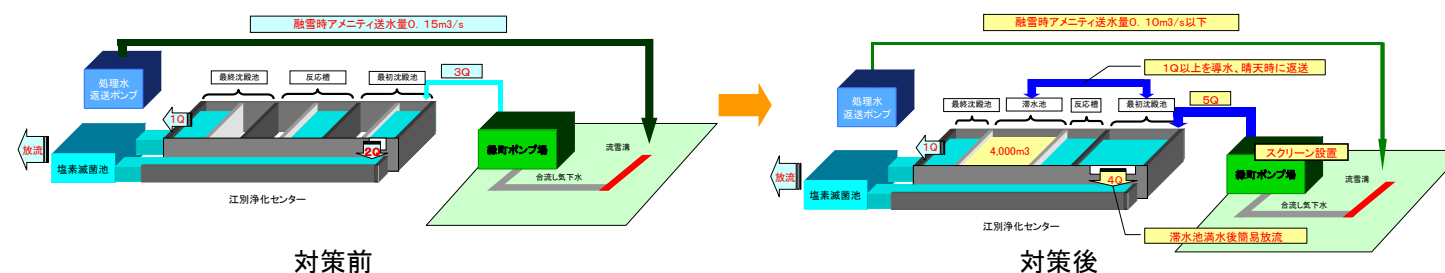 融雪時アメニティ送水量0.15m3/s
処理水
返送ポンプ
最終沈殿池
反応槽
最初沈殿池
3Q
1Q
2Q
放流
塩素滅菌池
緑町ポンプ場
流雪溝
合流し気下水
江別浄化センター
対策前
融雪時アメニティ送水量0.10m3/s以下
処理水
返送ポンプ
1Q以上を導水、晴天時に返送
最終沈殿池
滞水池
反応槽
最初沈殿池
5Q
1Q
4,000m3
4Q
放流
塩素滅菌池
スクリーン設置
緑町ポンプ場
流雪溝
合流し気下水
江別浄化センター
滞水池満水後簡易放流
対策後